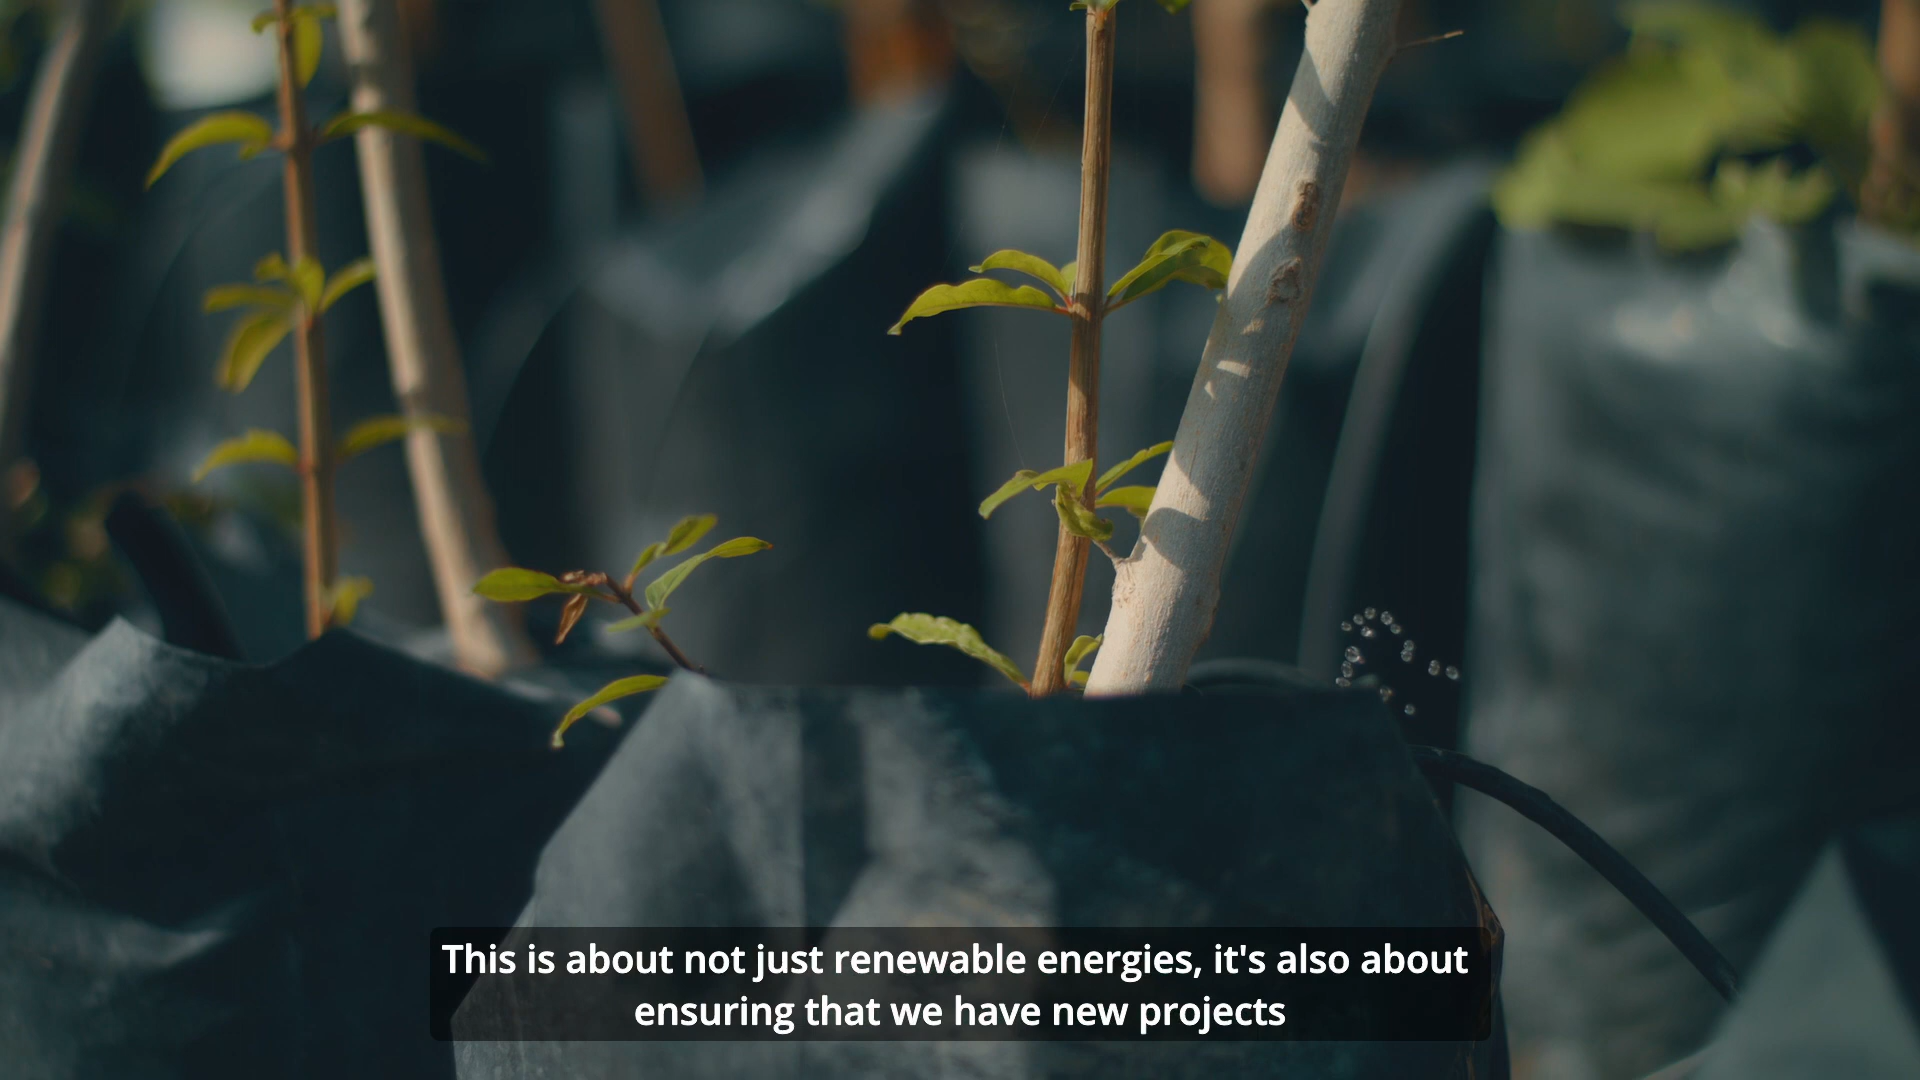 This is about not just renewable energies, it's also about
ensuring that we have new projects